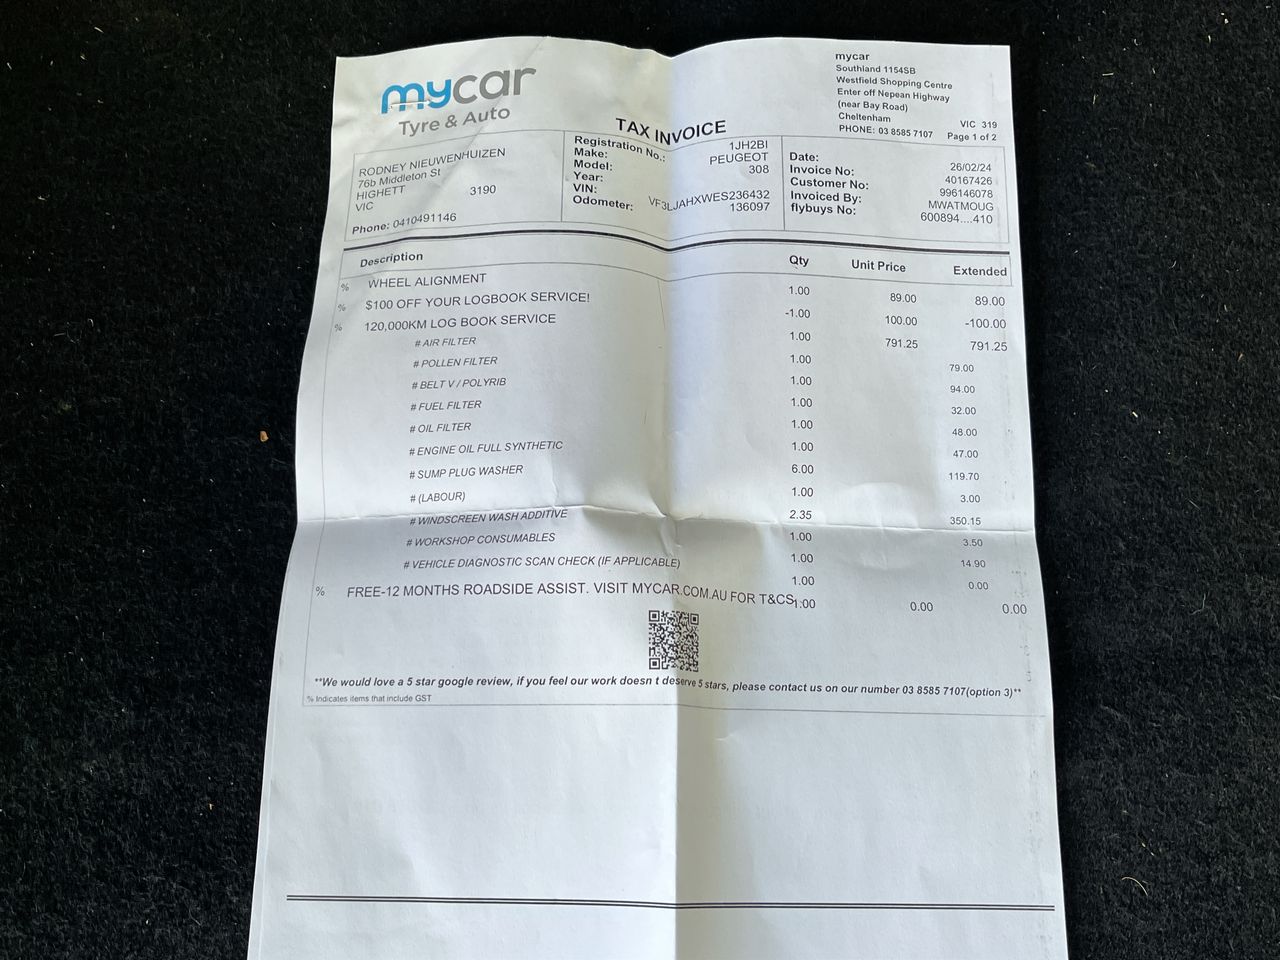 mycar
Tyre & Auto
mycar
Southland 1154SB
Westfield Shopping Centre
Enter off Nepean Highway
(near Bay Road)
Cheltenham VIC 319
PHONE: 03 8585 7107 Page 1 of 2
TAX INVOICE
RODNEY NIEUWENHUIZEN
76b Middleton St
HIGHETT 3190
VIC
Phone: 0410491146
Registration No.: 1JH2BI
Make: PEUGEOT
Model: 308
Year:
VIN: VF3LJAHXWES236432
Odometer: 136097
Date: 26/02/24
Invoice No: 40167426
Customer No: 996146078
Invoiced By: MWATMOUG
flybuys No: 600894....410
Description Qty Unit Price Extended
% WHEEL ALIGNMENT 1.00 89.00 89.00
% $100 OFF YOUR LOGBOOK SERVICE! -1.00 100.00 -100.00
% 120,000KM LOG BOOK SERVICE 1.00 791.25 791.25
# AIR FILTER 1.00 79.00
# POLLEN FILTER 1.00 94.00
# BELT V / POLYRIB 1.00 32.00
# FUEL FILTER 1.00 48.00
# OIL FILTER 1.00 47.00
# ENGINE OIL FULL SYNTHETIC 6.00 119.70
# SUMP PLUG WASHER 1.00 3.00
# (LABOUR) 2.35 350.15
# WINDSCREEN WASH ADDITIVE 1.00 3.50
# WORKSHOP CONSUMABLES 1.00 14.90
# VEHICLE DIAGNOSTIC SCAN CHECK (IF APPLICABLE) 1.00 0.00
% FREE-12 MONTHS ROADSIDE ASSIST. VISIT MYCAR.COM.AU FOR T&CS 1.00 0.00 0.00
**We would love a 5 star google review, if you feel our work doesn t deserve 5 stars, please contact us on our number 03 8585 7107(option 3)**
% Indicates items that include GST